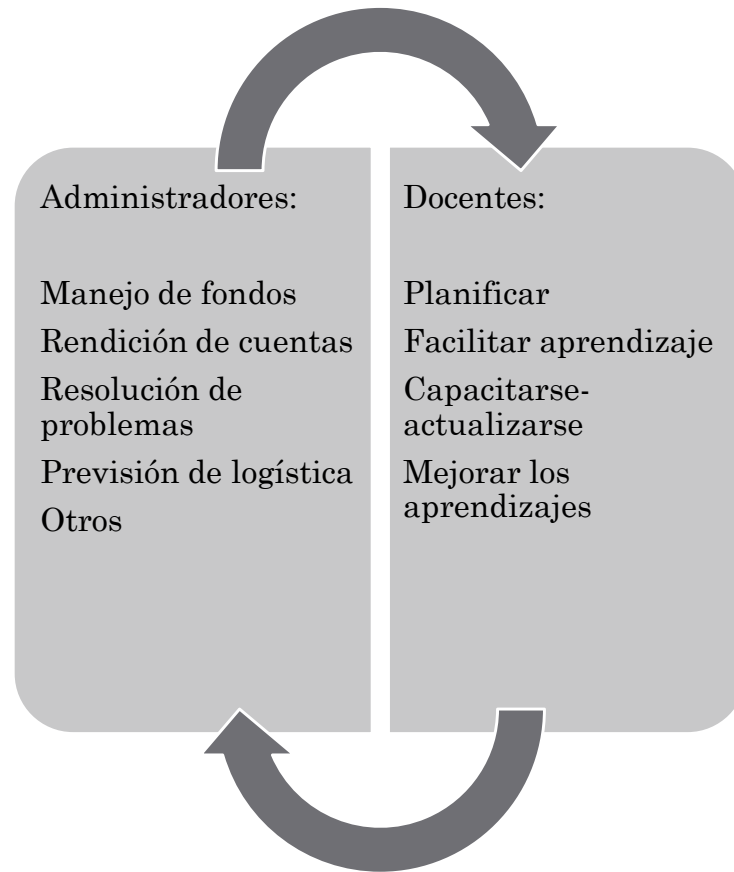 Administradores:
Manejo de fondos
Rendición de cuentas
Resolución de
problemas
Previsión de logística
Otros
Docentes:
Planificar
Facilitar aprendizaje
Capacitarse-
actualizarse
Mejorar los
aprendizajes